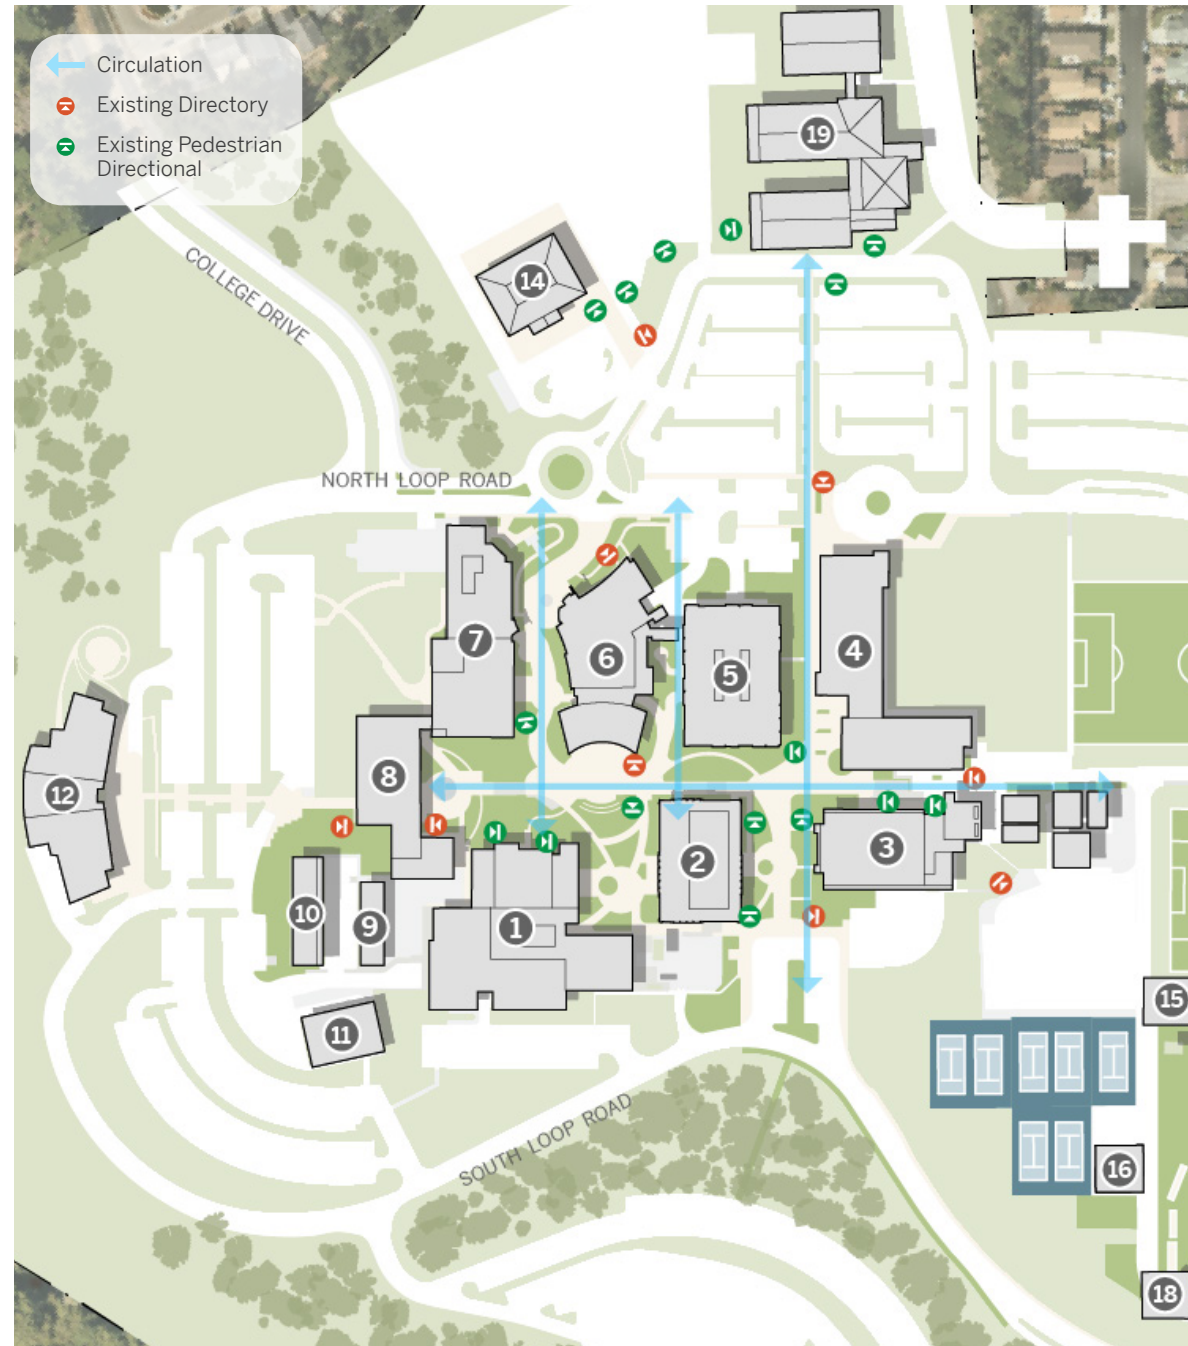 Circulation
Existing Directory
Existing Pedestrian
Directional
19
14
COLLEGE DRIVE
NORTH LOOP ROAD
7
6
5
4
8
12
2
3
10
9
1
11
15
SOUTH LOOP ROAD
16
18